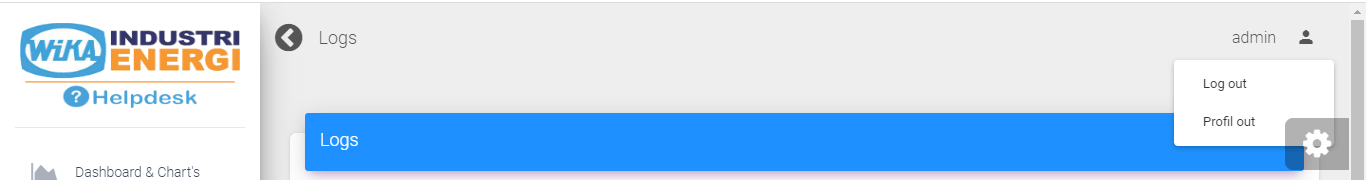 WiKA INDUSTRI
ENERGI
? Helpdesk
Logs
admin
Log out
Profil out
Logs
Dashboard & Chart's